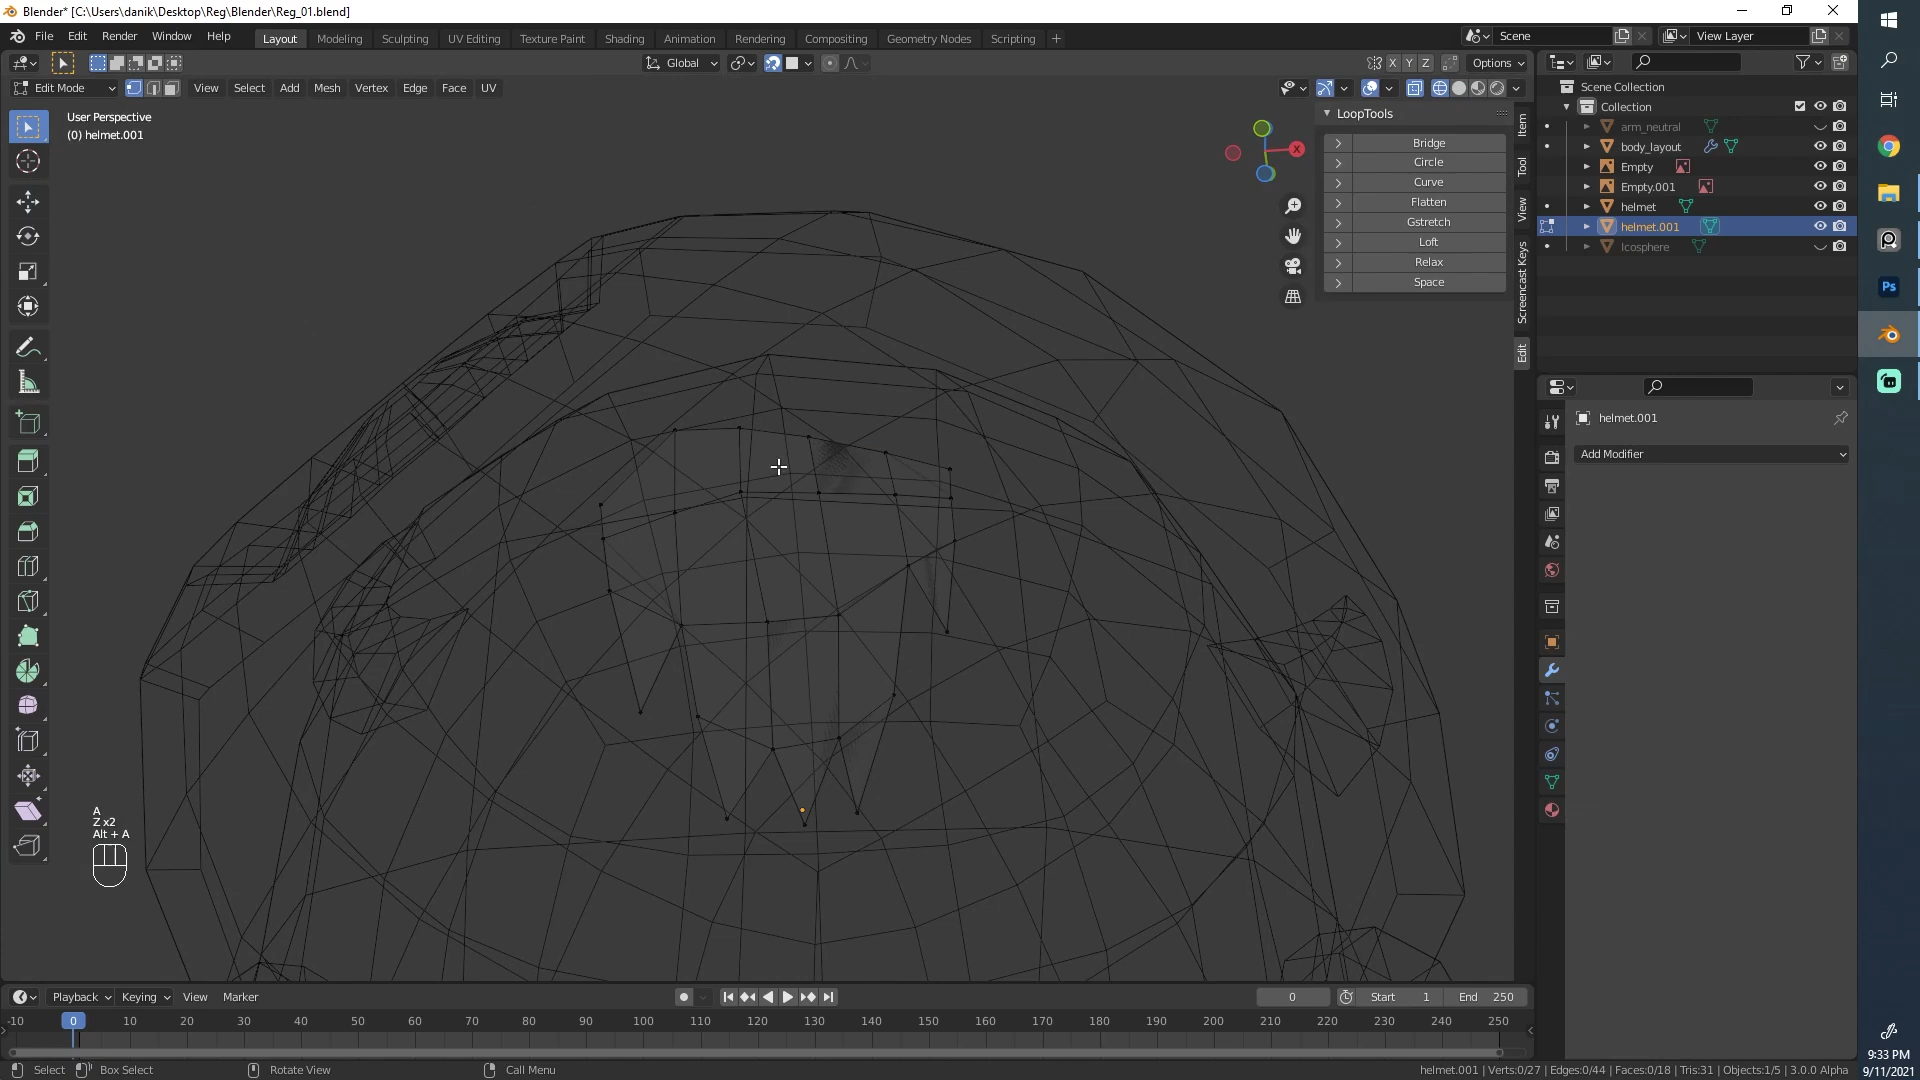 Blender* [C:\Users\danik\Desktop\Reg\Blender\Reg_01.blend]
File Edit Render Window Help Layout Modeling Sculpting UV Editing Texture Paint Shading Animation Rendering Compositing Geometry Nodes Scripting Scene View Layer
Global X Y Z Options
Edit Mode View Select Add Mesh Vertex Edge Face UV
User Perspective
(0) helmet.001
X
LoopTools
Bridge
Circle
Curve
Flatten
Gstretch
Loft
Relax
Space
Item
Tool
View
Screencast Keys
Edit
Scene Collection
Collection
arm_neutral
body_layout
Empty
Empty.001
helmet
helmet.001
Icosphere
helmet.001
Add Modifier
A
Z x2
Alt + A
Playback Keying View Marker 0 Start 1 End 250
-10 0 10 20 30 40 50 60 70 80 90 100 110 120 130 140 150 160 170 180 190 200 210 220 230 240 250
Select Box Select Rotate View Call Menu helmet.001 | Verts:0/27 | Edges:0/44 | Faces:0/18 | Tris:31 | Objects:1/5 | 3.0.0 Alpha
Ps
9:33 PM
9/11/2021